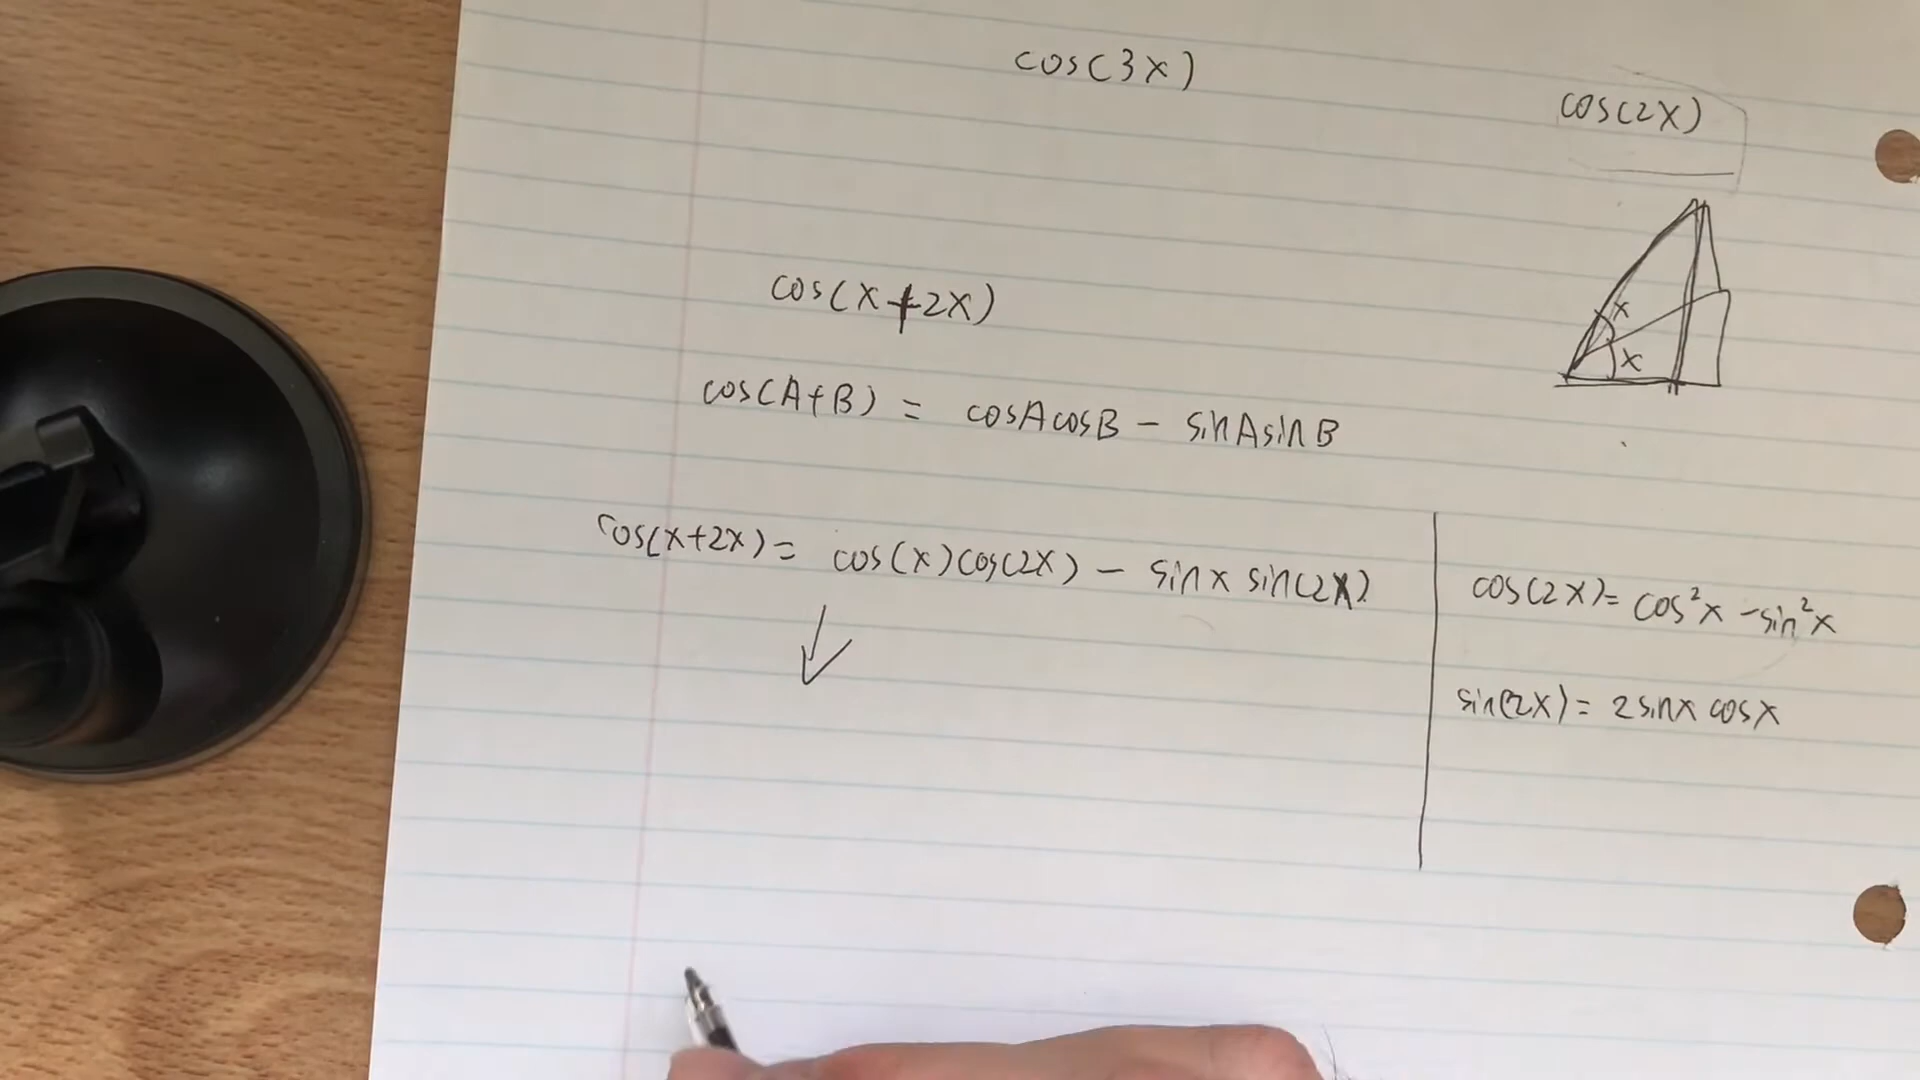 cos(3x)
cos(2x)
x
x
cos(x+2x)
cos(A+B) = cosAcosB - sinAsinB
cos(x+2x) = cos(x)cos(2x) - sinx sin(2x)
cos(2x) = cos²x - sin²x
sin(2x) = 2sinx cosx